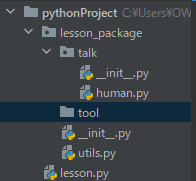 pythonProject C:¥Users¥OW
lesson_package
talk
__init__.py
human.py
tool
__init__.py
utils.py
lesson.py